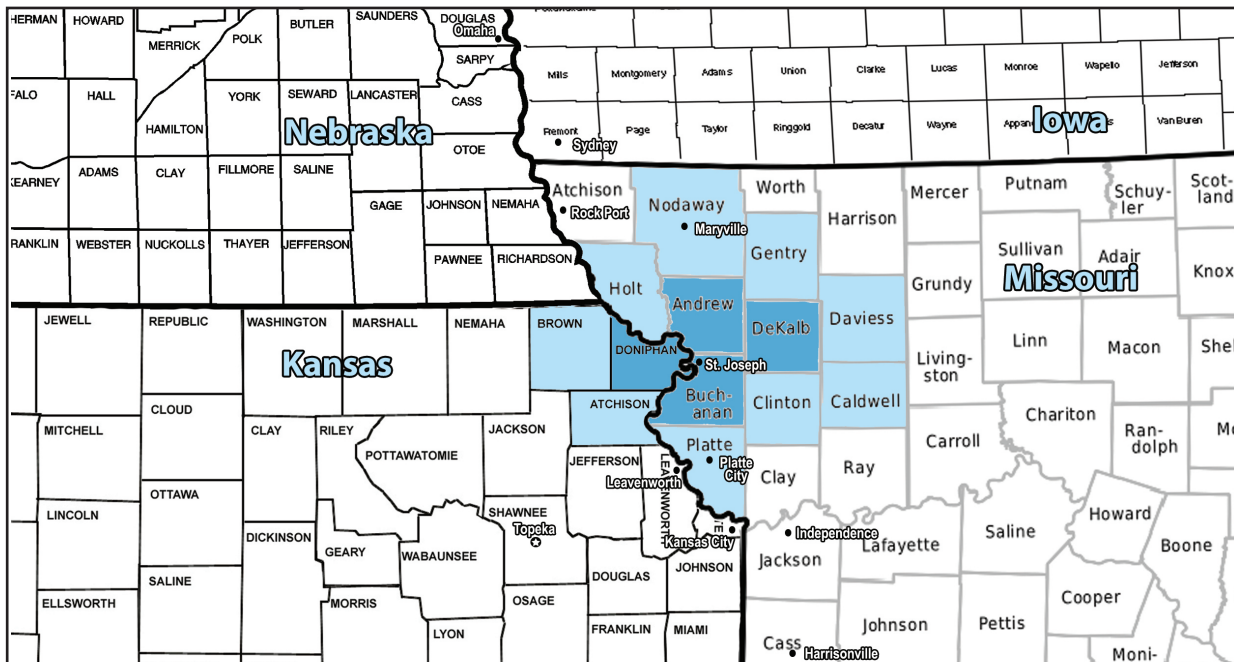 HERMAN
HOWARD
MERRICK
POLK
BUTLER
SAUNDERS
DOUGLAS
Omaha
SARPY
Mills
Montgomery
Adams
Union
Clarke
Lucas
Monroe
Wapello
Jefferson
FALO
HALL
HAMILTON
YORK
SEWARD
LANCASTER
CASS
Nebraska
OTOE
Fremont
Page
Taylor
Ringgold
Decatur
Wayne
Iowa
Van Buren
Sydney
KEARNEY
ADAMS
CLAY
FILLMORE
SALINE
GAGE
JOHNSON
NEMAHA
Atchison
Rock Port
Nodaway
Maryville
Worth
Harrison
Mercer
Putnam
Schuy-
ler
Scot-
land
RANKLIN
WEBSTER
NUCKOLLS
THAYER
JEFFERSON
PAWNEE
RICHARDSON
Gentry
Sullivan
Adair
Knox
Missouri
Holt
Andrew
DeKalb
Daviess
Grundy
Linn
Macon
Shel
JEWELL
REPUBLIC
WASHINGTON
MARSHALL
NEMAHA
BROWN
DONIPHAN
Kansas
St. Joseph
Living-
ston
Buch-
anan
Clinton
Caldwell
Chariton
CLOUD
ATCHISON
MITCHELL
CLAY
RILEY
POTTAWATOMIE
JACKSON
JEFFERSON
LEAVENWORTH
Leavenworth
Platte
Platte
City
Clay
Ray
Carroll
Ran-
dolph
Mo
OTTAWA
LINCOLN
DICKINSON
GEARY
WABAUNSEE
SHAWNEE
Topeka
Kansas City
Independence
Jackson
Lafayette
Saline
Howard
Boone
SALINE
ELLSWORTH
MORRIS
LYON
OSAGE
DOUGLAS
JOHNSON
FRANKLIN
MIAMI
Cass
Harrisonville
Johnson
Pettis
Cooper
Moni-